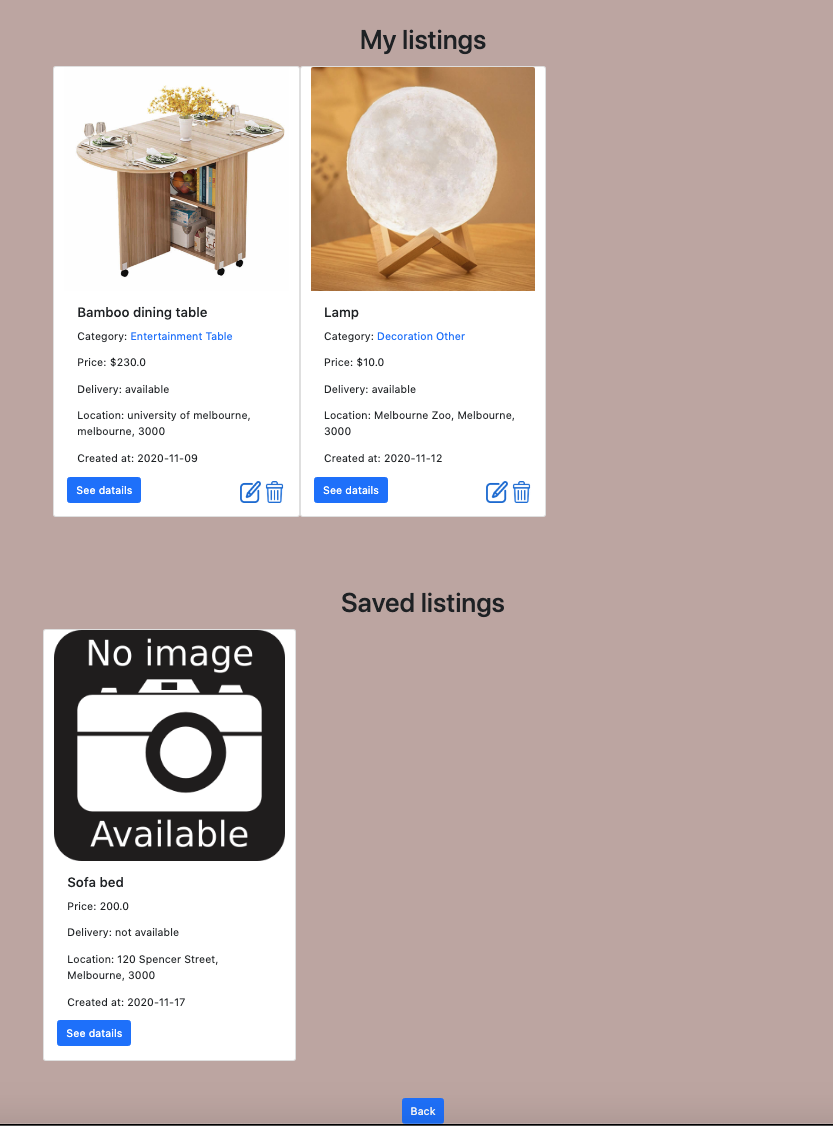 My listings
Bamboo dining table
Category: Entertainment Table
Price: $230.0
Delivery: available
Location: university of melbourne,
melbourne, 3000
Created at: 2020-11-09
See datails
Lamp
Category: Decoration Other
Price: $10.0
Delivery: available
Location: Melbourne Zoo, Melbourne,
3000
Created at: 2020-11-12
See datails
Saved listings
No image
Available
Sofa bed
Price: 200.0
Delivery: not available
Location: 120 Spencer Street,
Melbourne, 3000
Created at: 2020-11-17
See datails
Back